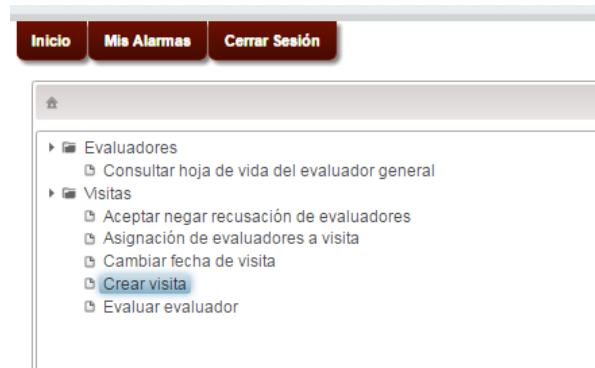 Inicio Mis Alarmas Cerrar Sesión
Evaluadores
Consultar hoja de vida del evaluador general
Visitas
Aceptar negar recusación de evaluadores
Asignación de evaluadores a visita
Cambiar fecha de visita
Crear visita
Evaluar evaluador